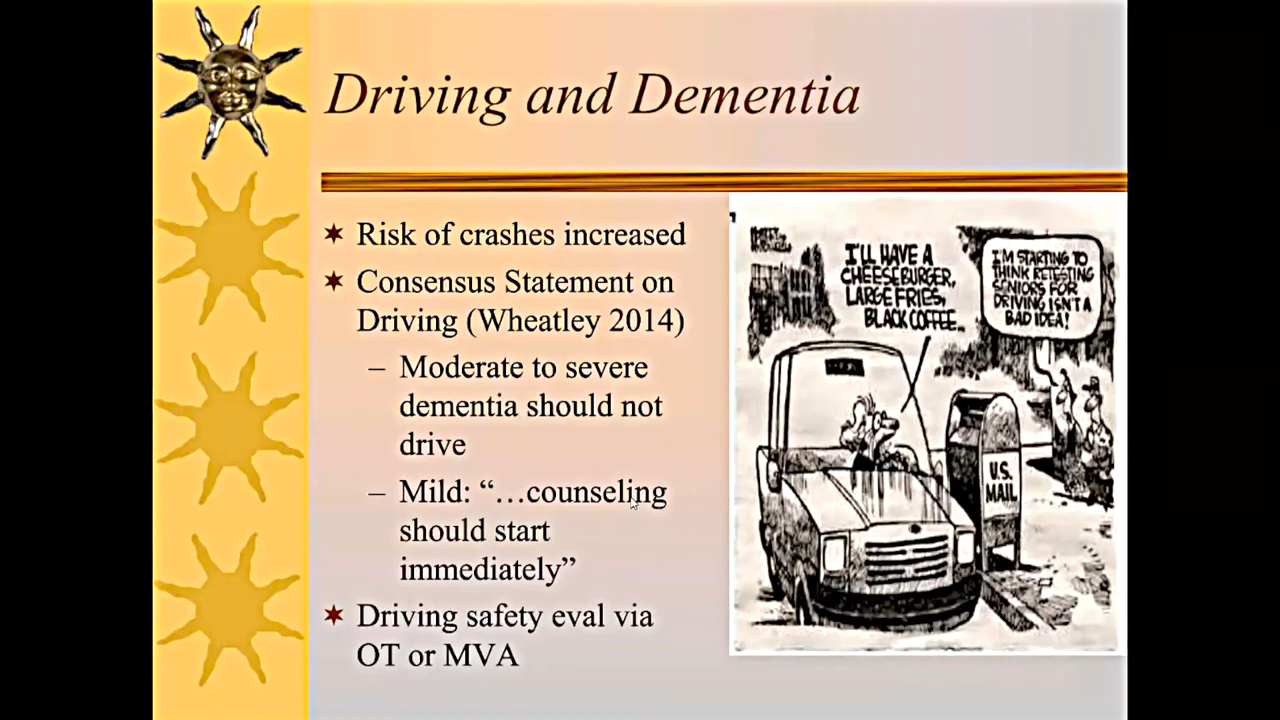 Driving and Dementia
Risk of crashes increased
Consensus Statement on
Driving (Wheatley 2014)
– Moderate to severe
dementia should not
drive
– Mild: “…counseling
should start
immediately”
Driving safety eval via
OT or MVA
I'LL HAVE A
CHEESEBURGER,
LARGE FRIES,
BLACK COFFEE..
I'M STARTING TO
THINK RETESTING
SENIORS FOR
DRIVING ISN'T A
BAD IDEA!
U.S.
MAIL